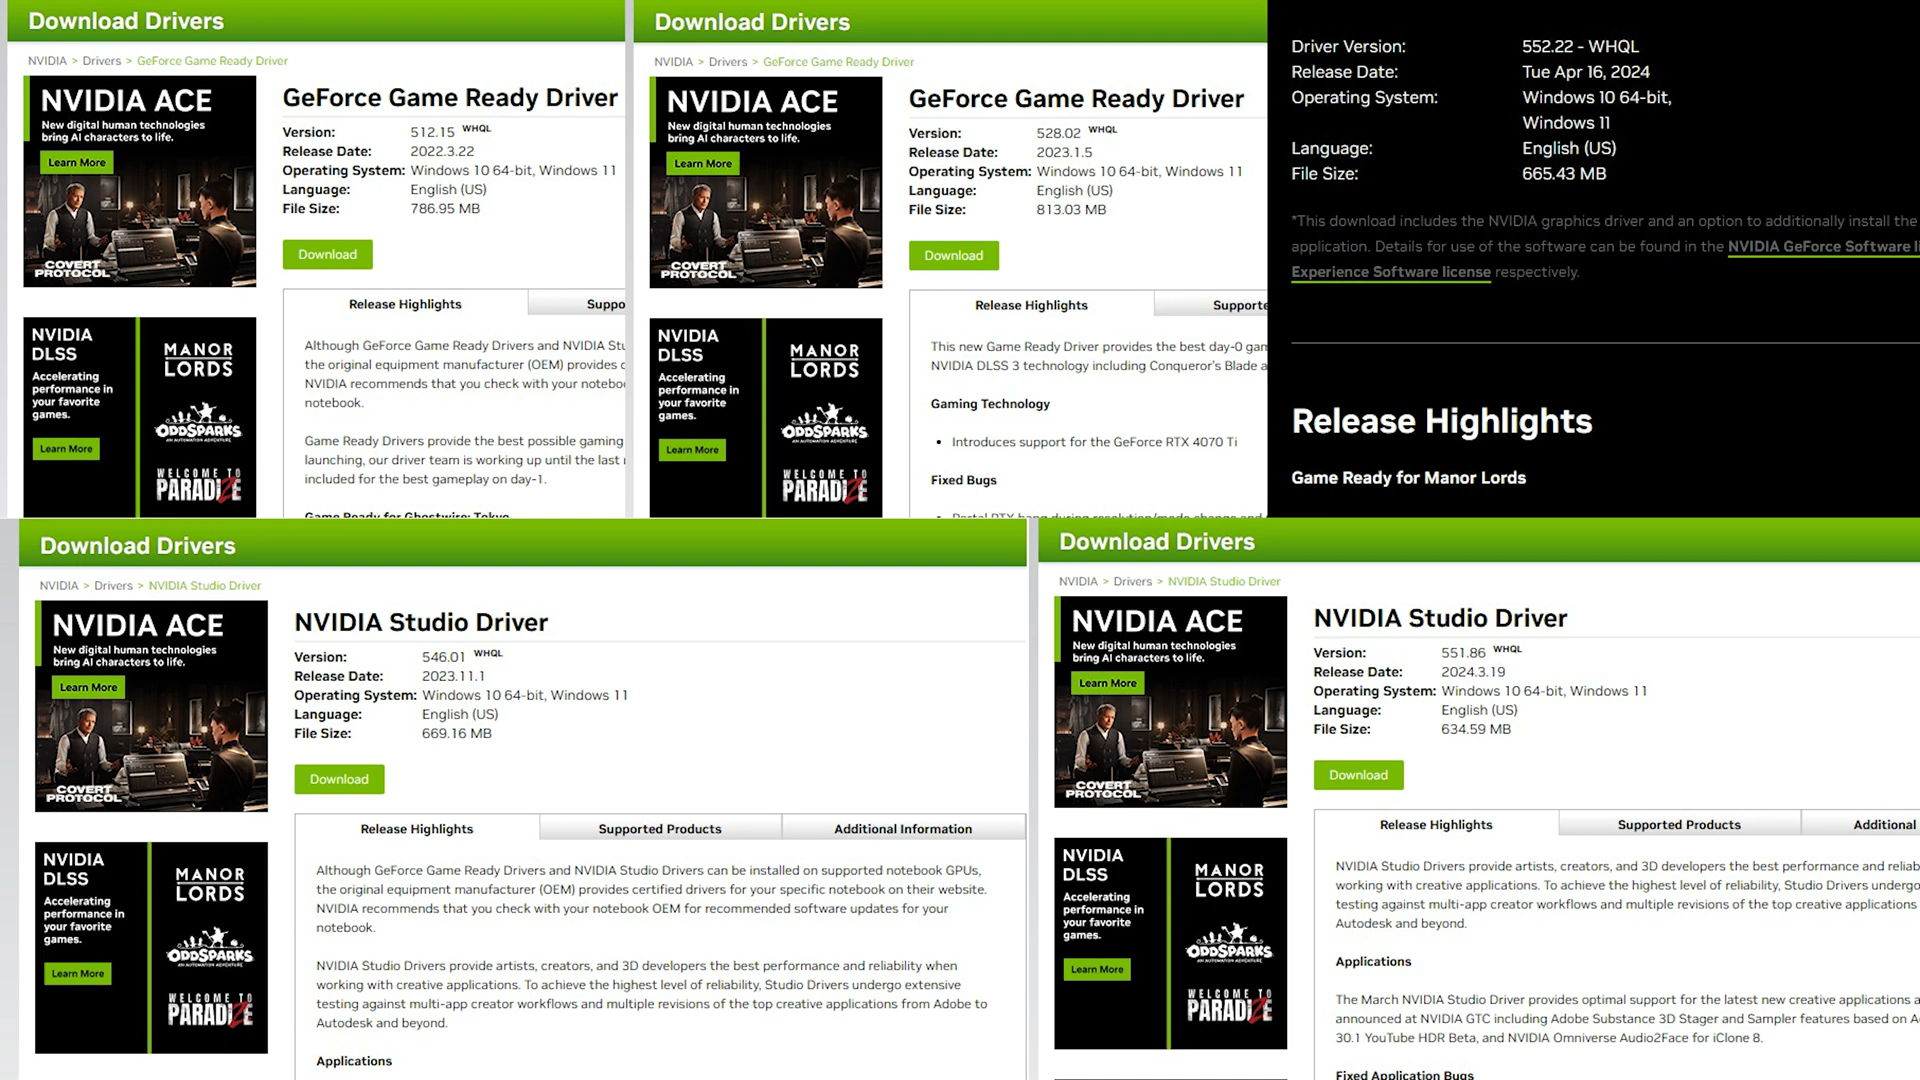 Download Drivers
NVIDIA > Drivers > GeForce Game Ready Driver
NVIDIA ACE
New digital human technologies
bring AI characters to life.
Learn More
COVERT
PROTOCOL
NVIDIA
DLSS
Accelerating
performance in
your favorite
games.
Learn More
MANOR
LORDS
ODDSPARKS
AN AUTOMATION ADVENTURE
WELCOME TO
PARADIZE
GeForce Game Ready Driver
Version: 512.15 WHQL
Release Date: 2022.3.22
Operating System: Windows 10 64-bit, Windows 11
Language: English (US)
File Size: 786.95 MB
Download
Release Highlights Suppo
Although GeForce Game Ready Drivers and NVIDIA Stu
the original equipment manufacturer (OEM) provides
NVIDIA recommends that you check with your notebo
notebook.
Game Ready Drivers provide the best possible gaming
launching, our driver team is working up until the last
included for the best gameplay on day-1.
Game Ready for Ghostwire: Tokyo
Download Drivers
NVIDIA > Drivers > GeForce Game Ready Driver
NVIDIA ACE
New digital human technologies
bring AI characters to life.
Learn More
COVERT
PROTOCOL
NVIDIA
DLSS
Accelerating
performance in
your favorite
games.
Learn More
MANOR
LORDS
ODDSPARKS
AN AUTOMATION ADVENTURE
WELCOME TO
PARADIZE
GeForce Game Ready Driver
Version: 528.02 WHQL
Release Date: 2023.1.5
Operating System: Windows 10 64-bit, Windows 11
Language: English (US)
File Size: 813.03 MB
Download
Release Highlights Supporte
This new Game Ready Driver provides the best day-0 gam
NVIDIA DLSS 3 technology including Conqueror's Blade a
Gaming Technology
• Introduces support for the GeForce RTX 4070 Ti
Fixed Bugs
• Portal RTX hang during resolution/mode change and
Driver Version: 552.22 - WHQL
Release Date: Tue Apr 16, 2024
Operating System: Windows 10 64-bit,
Windows 11
Language: English (US)
File Size: 665.43 MB
*This download includes the NVIDIA graphics driver and an option to additionally install the
application. Details for use of the software can be found in the NVIDIA GeForce Software li
Experience Software license respectively.
Release Highlights
Game Ready for Manor Lords
Download Drivers
NVIDIA > Drivers > NVIDIA Studio Driver
NVIDIA ACE
New digital human technologies
bring AI characters to life.
Learn More
COVERT
PROTOCOL
NVIDIA
DLSS
Accelerating
performance in
your favorite
games.
Learn More
MANOR
LORDS
ODDSPARKS
AN AUTOMATION ADVENTURE
WELCOME TO
PARADIZE
NVIDIA Studio Driver
Version: 546.01 WHQL
Release Date: 2023.11.1
Operating System: Windows 10 64-bit, Windows 11
Language: English (US)
File Size: 669.16 MB
Download
Release Highlights Supported Products Additional Information
Although GeForce Game Ready Drivers and NVIDIA Studio Drivers can be installed on supported notebook GPUs,
the original equipment manufacturer (OEM) provides certified drivers for your specific notebook on their website.
NVIDIA recommends that you check with your notebook OEM for recommended software updates for your
notebook.
NVIDIA Studio Drivers provide artists, creators, and 3D developers the best performance and reliability when
working with creative applications. To achieve the highest level of reliability, Studio Drivers undergo extensive
testing against multi-app creator workflows and multiple revisions of the top creative applications from Adobe to
Autodesk and beyond.
Applications
Download Drivers
NVIDIA > Drivers > NVIDIA Studio Driver
NVIDIA ACE
New digital human technologies
bring AI characters to life.
Learn More
COVERT
PROTOCOL
NVIDIA
DLSS
Accelerating
performance in
your favorite
games.
Learn More
MANOR
LORDS
ODDSPARKS
AN AUTOMATION ADVENTURE
WELCOME TO
PARADIZE
NVIDIA Studio Driver
Version: 551.86 WHQL
Release Date: 2024.3.19
Operating System: Windows 10 64-bit, Windows 11
Language: English (US)
File Size: 634.59 MB
Download
Release Highlights Supported Products Additional
NVIDIA Studio Drivers provide artists, creators, and 3D developers the best performance and reliab
working with creative applications. To achieve the highest level of reliability, Studio Drivers undergo
testing against multi-app creator workflows and multiple revisions of the top creative applications
Autodesk and beyond.
Applications
The March NVIDIA Studio Driver provides optimal support for the latest new creative applications a
announced at NVIDIA GTC including Adobe Substance 3D Stager and Sampler features based on A
30.1 YouTube HDR Beta, and NVIDIA Omniverse Audio2Face for iClone 8.
Fixed Application Bugs